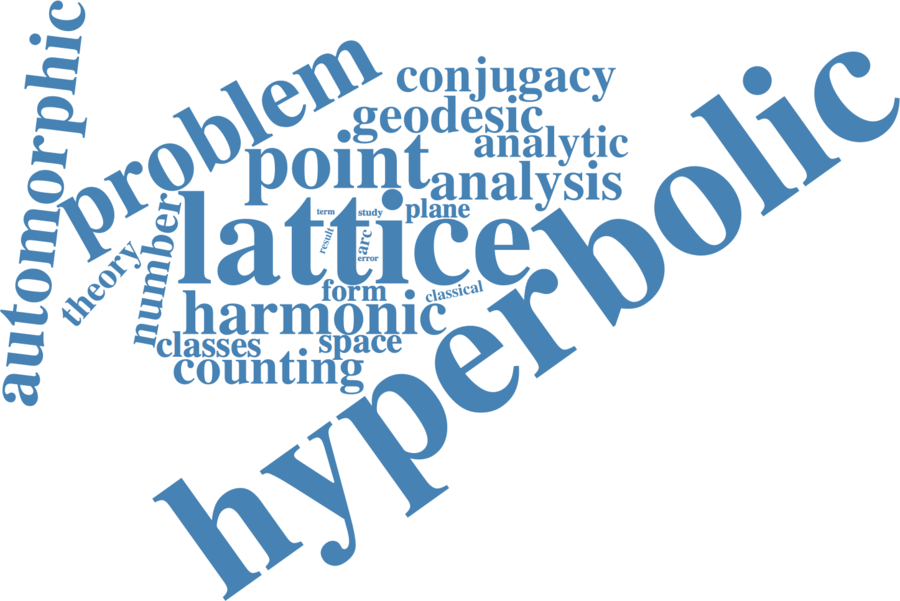 automorphic
problem
conjugacy
geodesic
analytic
point
analysis
hyperbolic
lattice
term
study
plane
result
arc
error
number
theory
form
classical
harmonic
classes
space
counting